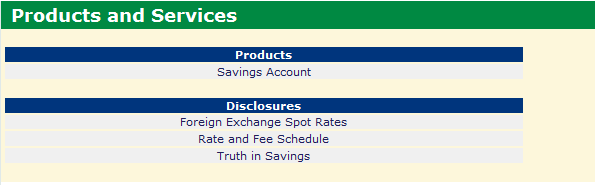 Products and Services
Products
Savings Account
Disclosures
Foreign Exchange Spot Rates
Rate and Fee Schedule
Truth in Savings